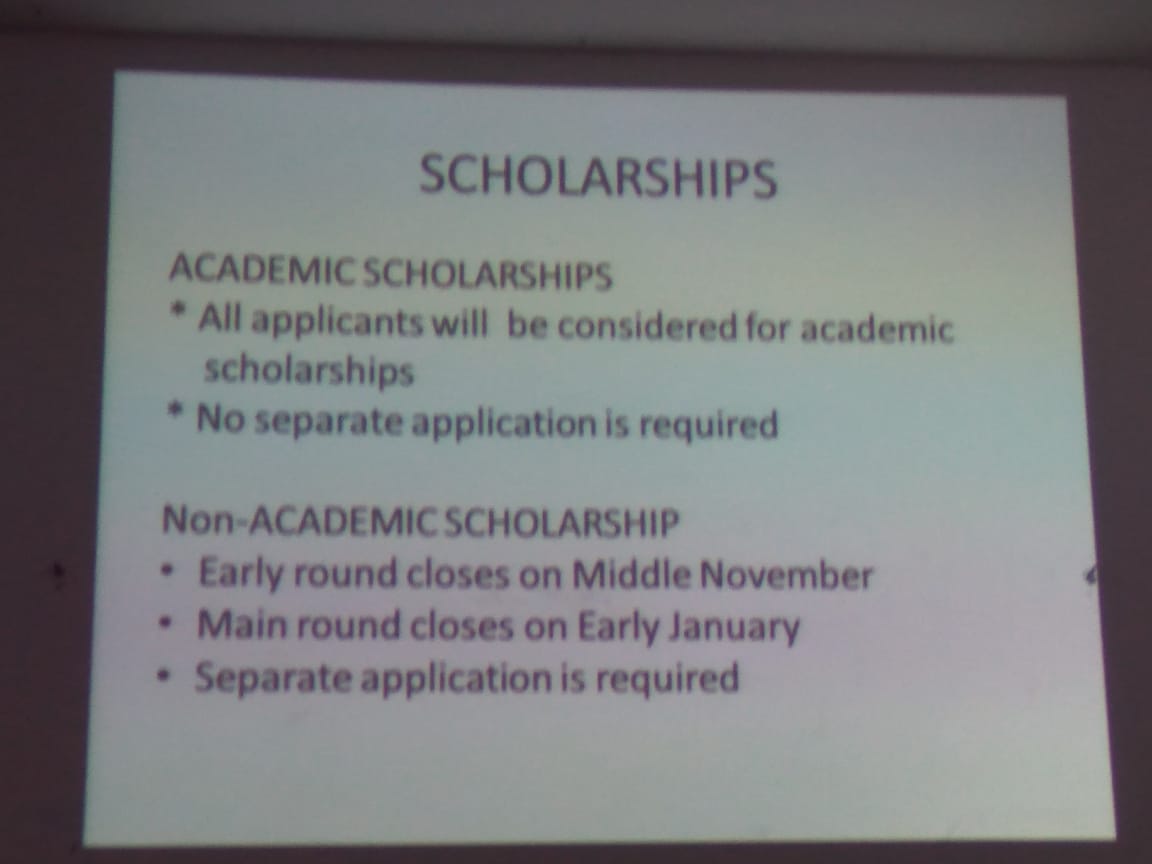 SCHOLARSHIPS
ACADEMIC SCHOLARSHIPS
* All applicants will be considered for academic
scholarships
* No separate application is required
Non-ACADEMIC SCHOLARSHIP
• Early round closes on Middle November
• Main round closes on Early January
• Separate application is required